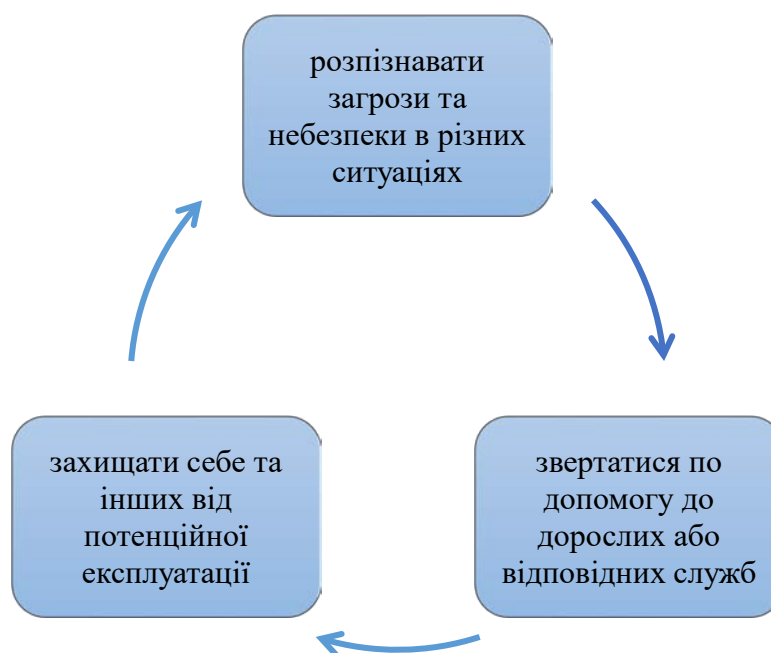 розпізнавати
загрози та
небезпеки в різних
ситуаціях
звертатися по
допомогу до
дорослих або
відповідних служб
захищати себе та
інших від
потенційної
експлуатації